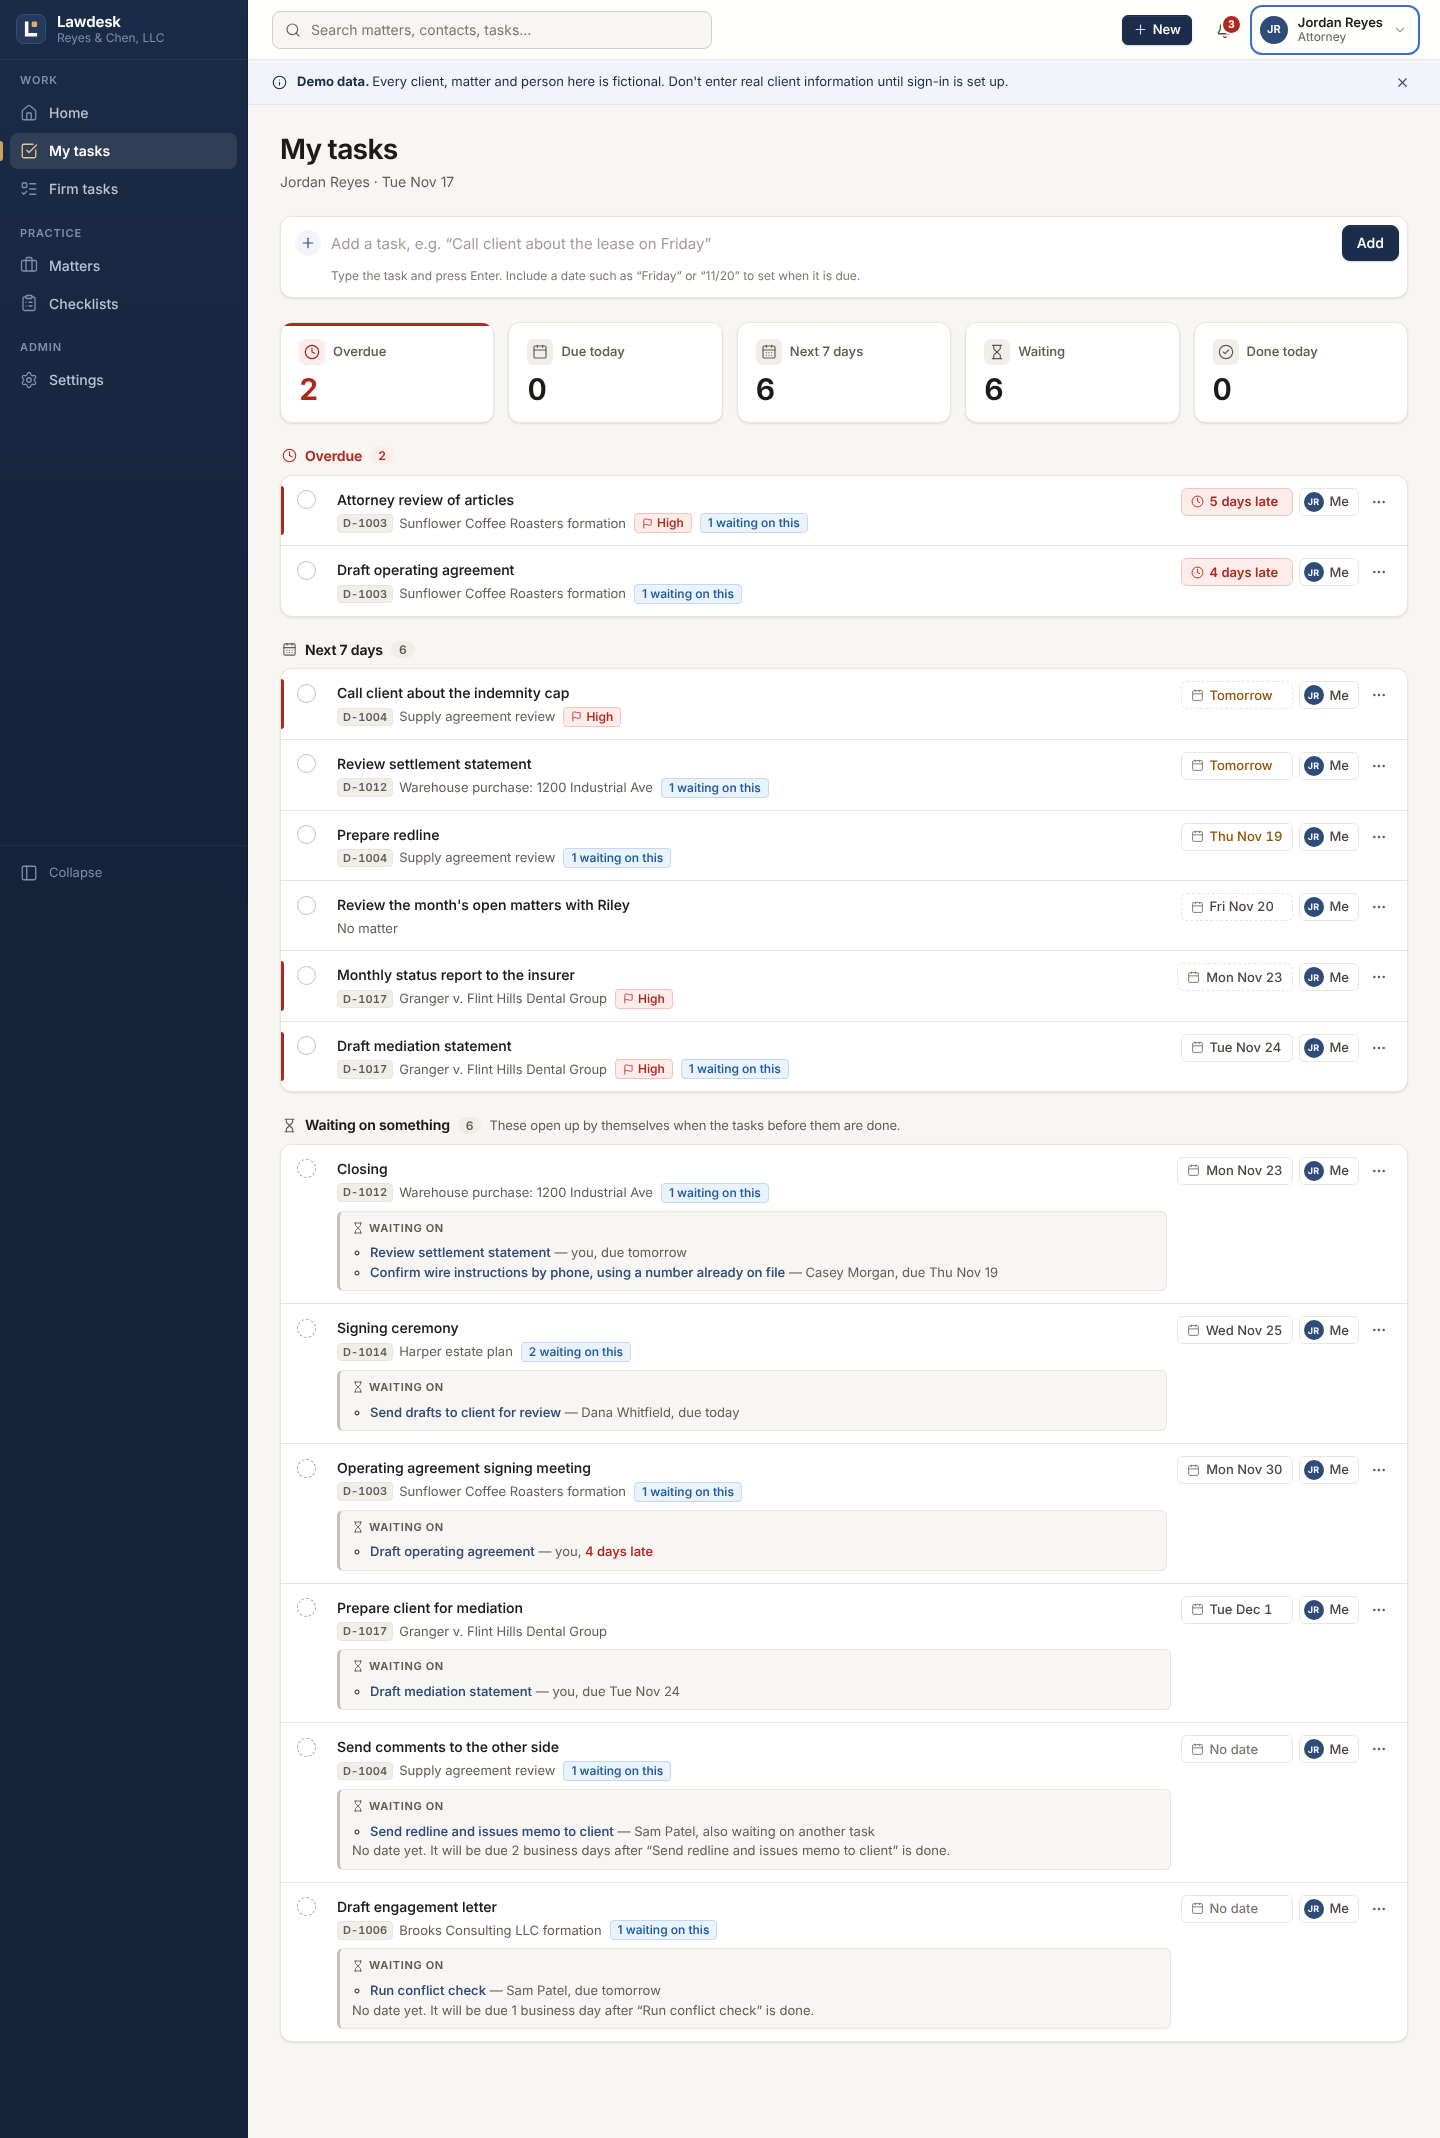 Lawdesk
Reyes & Chen, LLC
WORK
Home
My tasks
Firm tasks
PRACTICE
Matters
Checklists
ADMIN
Settings
Collapse
Search matters, contacts, tasks...
New
3
JR
Jordan Reyes
Attorney
Demo data. Every client, matter and person here is fictional. Don't enter real client information until sign-in is set up.
My tasks
Jordan Reyes · Tue Nov 17
Add a task, e.g. “Call client about the lease on Friday”
Add
Type the task and press Enter. Include a date such as “Friday” or “11/20” to set when it is due.
Overdue
2
Due today
0
Next 7 days
6
Waiting
6
Done today
0
Overdue 2
Attorney review of articles
D-1003 Sunflower Coffee Roasters formation High 1 waiting on this
5 days late JR Me
Draft operating agreement
D-1003 Sunflower Coffee Roasters formation 1 waiting on this
4 days late JR Me
Next 7 days 6
Call client about the indemnity cap
D-1004 Supply agreement review High
Tomorrow JR Me
Review settlement statement
D-1012 Warehouse purchase: 1200 Industrial Ave 1 waiting on this
Tomorrow JR Me
Prepare redline
D-1004 Supply agreement review 1 waiting on this
Thu Nov 19 JR Me
Review the month's open matters with Riley
No matter
Fri Nov 20 JR Me
Monthly status report to the insurer
D-1017 Granger v. Flint Hills Dental Group High
Mon Nov 23 JR Me
Draft mediation statement
D-1017 Granger v. Flint Hills Dental Group High 1 waiting on this
Tue Nov 24 JR Me
Waiting on something 6 These open up by themselves when the tasks before them are done.
Closing
D-1012 Warehouse purchase: 1200 Industrial Ave 1 waiting on this
Mon Nov 23 JR Me
WAITING ON
Review settlement statement — you, due tomorrow
Confirm wire instructions by phone, using a number already on file — Casey Morgan, due Thu Nov 19
Signing ceremony
D-1014 Harper estate plan 2 waiting on this
Wed Nov 25 JR Me
WAITING ON
Send drafts to client for review — Dana Whitfield, due today
Operating agreement signing meeting
D-1003 Sunflower Coffee Roasters formation 1 waiting on this
Mon Nov 30 JR Me
WAITING ON
Draft operating agreement — you, 4 days late
Prepare client for mediation
D-1017 Granger v. Flint Hills Dental Group
Tue Dec 1 JR Me
WAITING ON
Draft mediation statement — you, due Tue Nov 24
Send comments to the other side
D-1004 Supply agreement review 1 waiting on this
No date JR Me
WAITING ON
Send redline and issues memo to client — Sam Patel, also waiting on another task
No date yet. It will be due 2 business days after “Send redline and issues memo to client” is done.
Draft engagement letter
D-1006 Brooks Consulting LLC formation 1 waiting on this
No date JR Me
WAITING ON
Run conflict check — Sam Patel, due tomorrow
No date yet. It will be due 1 business day after “Run conflict check” is done.